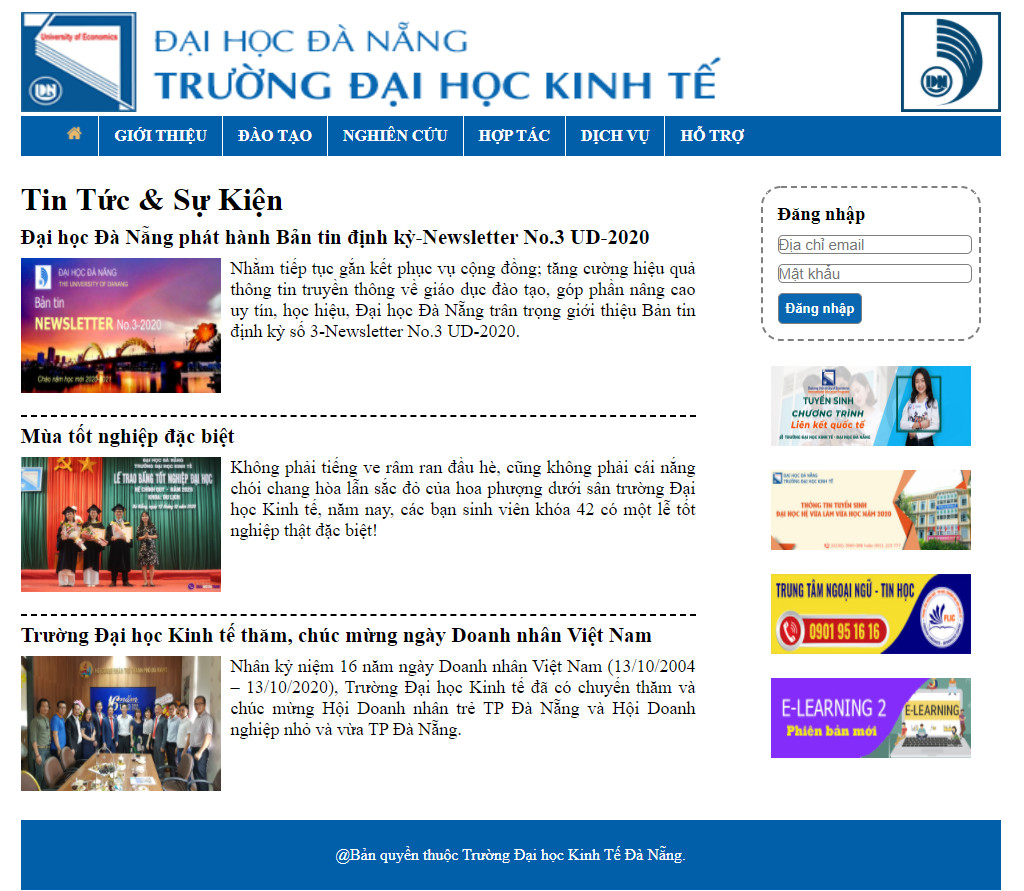 University of Economics
ĐẠI HỌC ĐÀ NẴNG
TRƯỜNG ĐẠI HỌC KINH TẾ
GIỚI THIỆU
ĐÀO TẠO
NGHIÊN CỨU
HỢP TÁC
DỊCH VỤ
HỖ TRỢ
Tin Tức & Sự Kiện
Đại học Đà Nẵng phát hành Bản tin định kỳ-Newsletter No.3 UD-2020
ĐẠI HỌC ĐÀ NẴNG
THE UNIVERSITY OF DANANG
Bản tin
NEWSLETTER No.3-2020
Chào năm học mới 2020-2021
Nhằm tiếp tục gắn kết phục vụ cộng đồng; tăng cường hiệu quả
thông tin truyền thông về giáo dục đào tạo, góp phần nâng cao
uy tín, học hiệu, Đại học Đà Nẵng trân trọng giới thiệu Bản tin
định kỳ số 3-Newsletter No.3 UD-2020.
Mùa tốt nghiệp đặc biệt
ĐẠI HỌC ĐÀ NẴNG
TRƯỜNG ĐẠI HỌC KINH TẾ
LỄ TRAO BẰNG TỐT NGHIỆP ĐẠI HỌC
Không phải tiếng ve râm ran đầu hè, cũng không phải cái nắng
chói chang hòa lẫn sắc đỏ của hoa phượng dưới sân trường Đại
học Kinh tế, năm nay, các bạn sinh viên khóa 42 có một lễ tốt
nghiệp thật đặc biệt!
Trường Đại học Kinh tế thăm, chúc mừng ngày Doanh nhân Việt Nam
Nhân kỷ niệm 16 năm ngày Doanh nhân Việt Nam (13/10/2004
– 13/10/2020), Trường Đại học Kinh tế đã có chuyến thăm và
chúc mừng Hội Doanh nhân trẻ TP Đà Nẵng và Hội Doanh
nghiệp nhỏ và vừa TP Đà Nẵng.
Đăng nhập
Địa chỉ email
Mật khẩu
Đăng nhập
TUYỂN SINH
CHƯƠNG TRÌNH
Liên kết quốc tế
ĐẠI HỌC ĐÀ NẴNG
TRƯỜNG ĐẠI HỌC KINH TẾ
THÔNG TIN TUYỂN SINH
ĐẠI HỌC HỆ VỪA LÀM VỪA HỌC NĂM 2020
TRUNG TÂM NGOẠI NGỮ - TIN HỌC
0901 95 16 16
FLIC
E-LEARNING 2
Phiên bản mới
E-LEARNING
@Bản quyền thuộc Trường Đại học Kinh Tế Đà Nẵng.